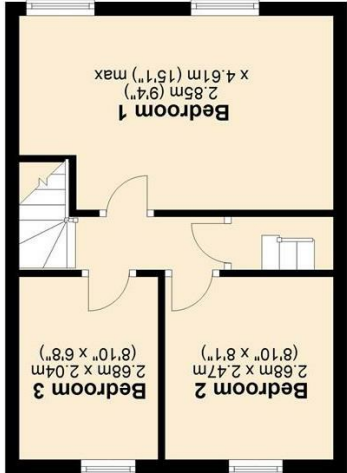 Bedroom 2
2.68m x 2.47m
(8'10" x 8'1")
Bedroom 3
2.68m x 2.04m
(8'10" x 6'8")
Bedroom 1
2.85m (9'4")
x 4.61m (15'1") max